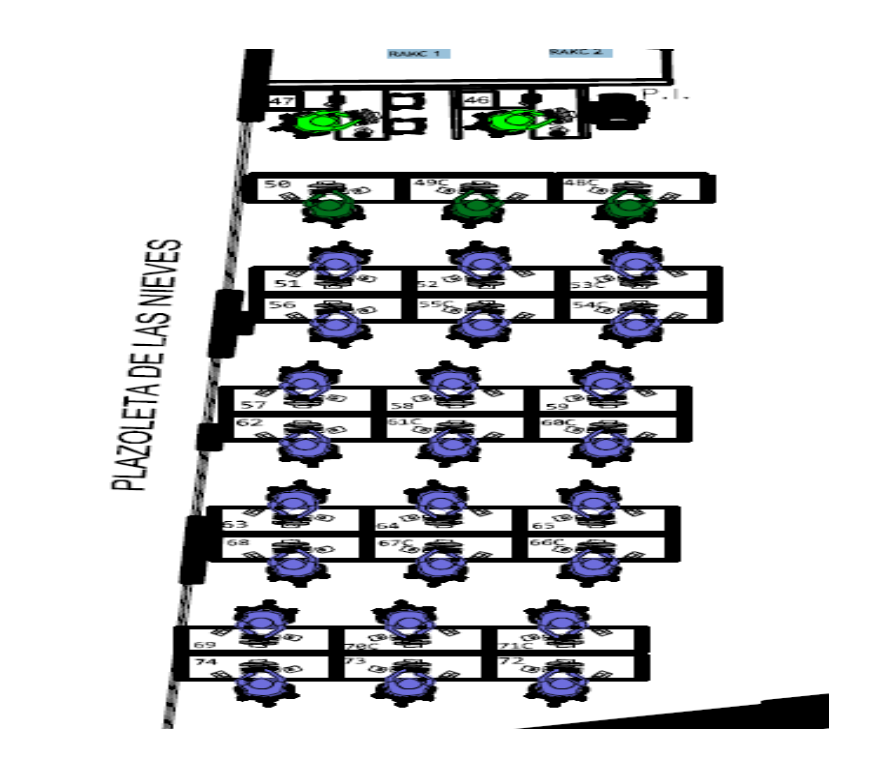 RAKC 1
RAKC 2
47
46
P.I.
50
49C
48C
51
52
53C
56
55C
54C
57
58
59
62
61C
60C
63
64
65
68
67C
66C
69
70C
71C
74
73
72
PLAZOLETA DE LAS NIEVES